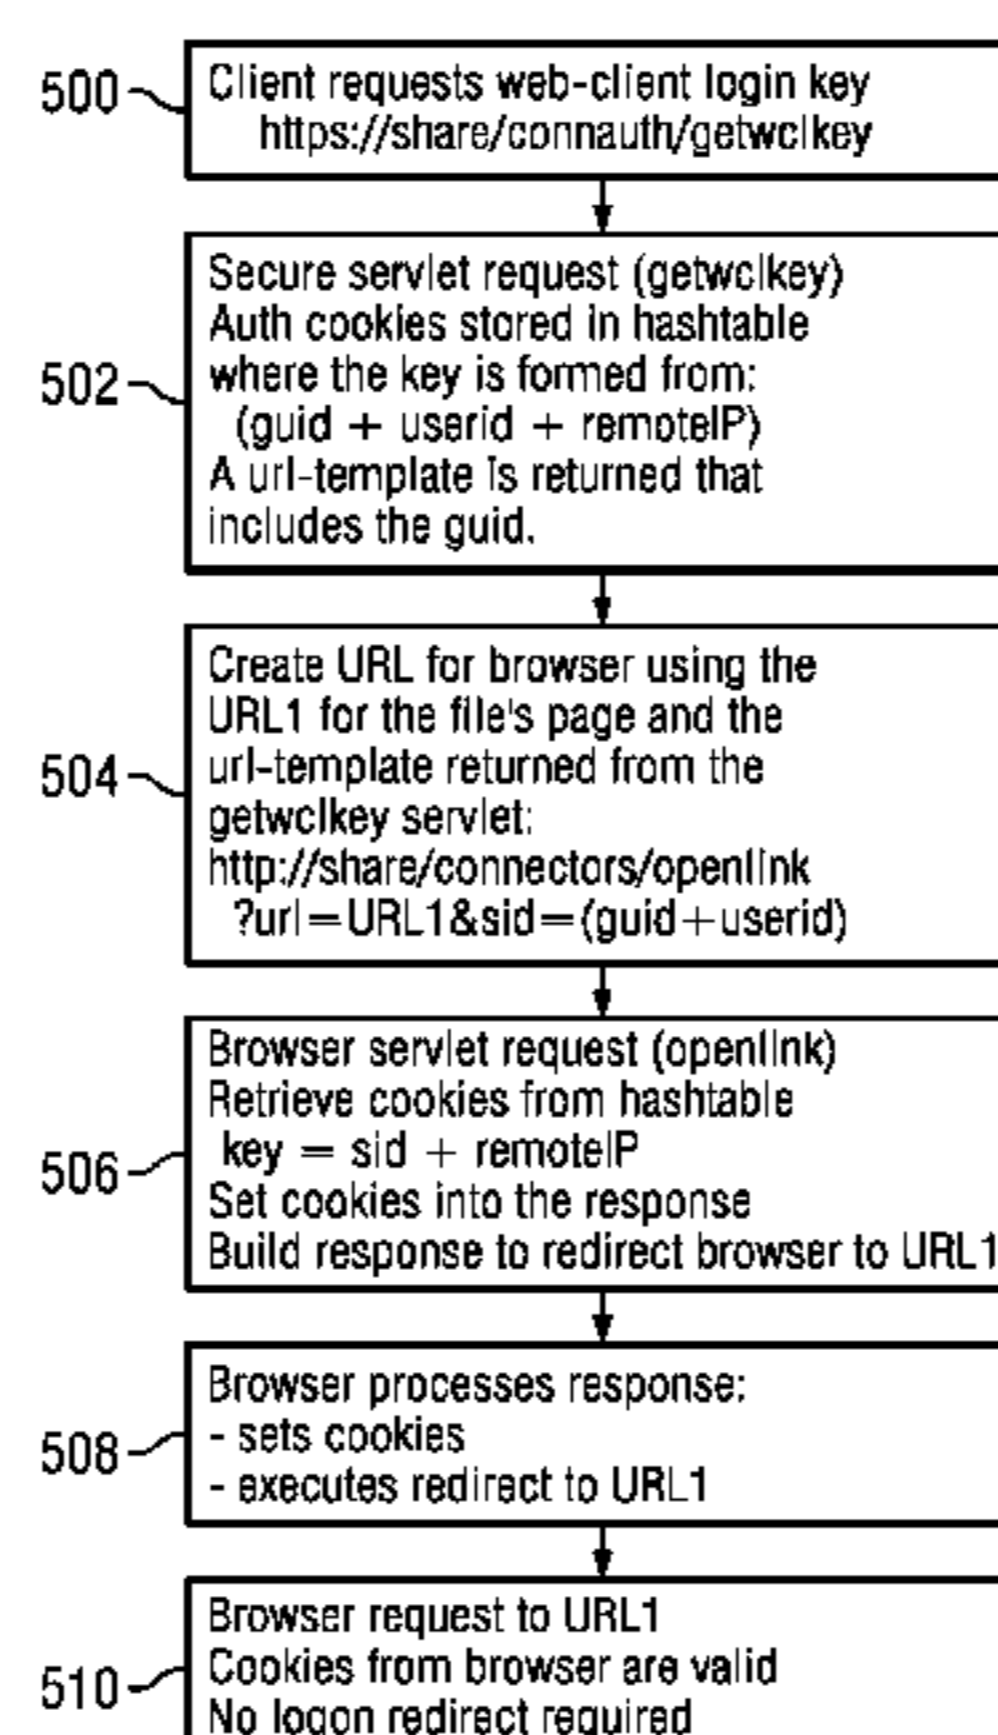 500
Client requests web-client login key
https://share/connauth/getwclkey
502
Secure servlet request (getwclkey)
Auth cookies stored in hashtable
where the key is formed from:
(guid + userid + remoteIP)
A url-template is returned that
includes the guid.
504
Create URL for browser using the
URL1 for the file's page and the
url-template returned from the
getwclkey servlet:
http://share/connectors/openlink
?url=URL1&sid=(guid+userid)
506
Browser servlet request (openlink)
Retrieve cookies from hashtable
key = sid + remoteIP
Set cookies into the response
Build response to redirect browser to URL1
508
Browser processes response:
- sets cookies
- executes redirect to URL1
510
Browser request to URL1
Cookies from browser are valid
No logon redirect required